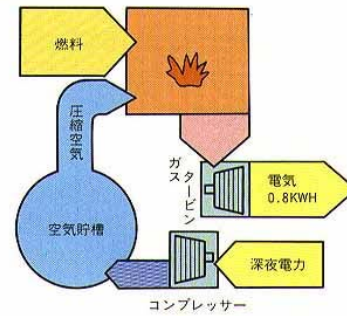 燃料
圧縮空気
ガス
タービン
電気
0.8KWH
空気貯槽
深夜電力
コンプレッサー